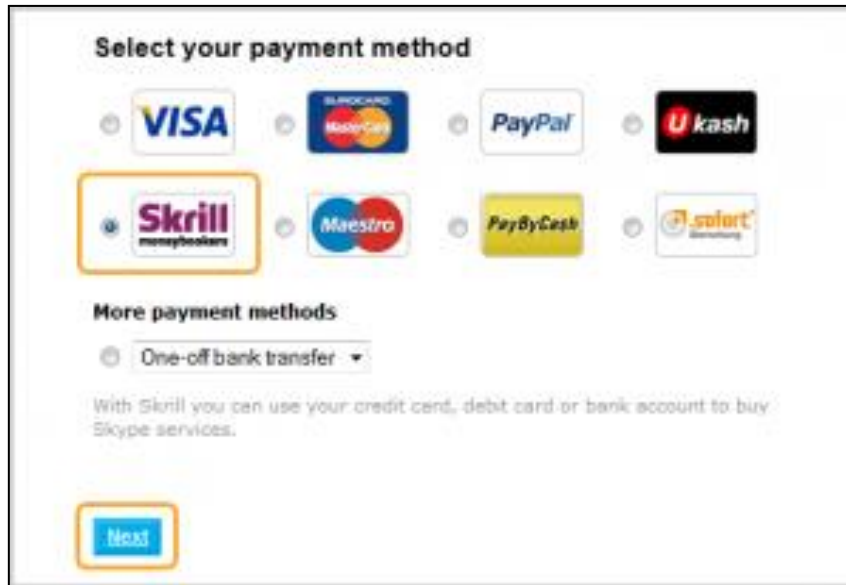 Select your payment method
VISA
EUROCARD
MasterCard
PayPal
Ukash
Skrill
moneybookers
Maestro
PayByCash
sofort
More payment methods
One-off bank transfer
With Skrill you can use your credit card, debit card or bank account to buy
Skype services.
Next